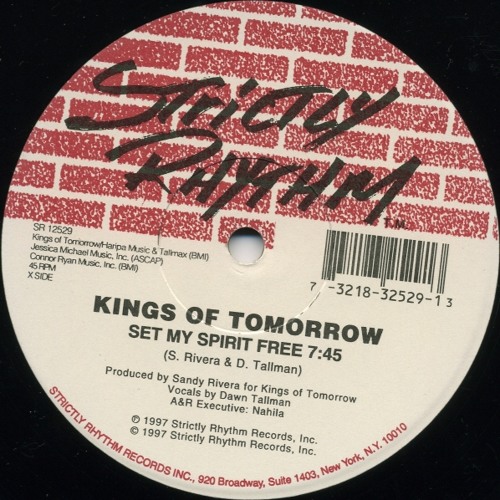 STRICTLY
RHYTHM
T.M.
SR 12529
Kings of Tomorrow/Haripa Music & Tallmax (BMI)
Jessica Michael Music, Inc. (ASCAP)
Connor Ryan Music, Inc. (BMI)
45 RPM
X SIDE
7 -3218-32529-1 3
KINGS OF TOMORROW
SET MY SPIRIT FREE 7:45
(S. Rivera & D. Tallman)
Produced by Sandy Rivera for Kings of Tomorrow
Vocals by Dawn Tallman
A&R Executive: Nahila
℗ 1997 Strictly Rhythm Records, Inc.
© 1997 Strictly Rhythm Records, Inc.
STRICTLY RHYTHM RECORDS INC., 920 Broadway, Suite 1403, New York, N.Y. 10010